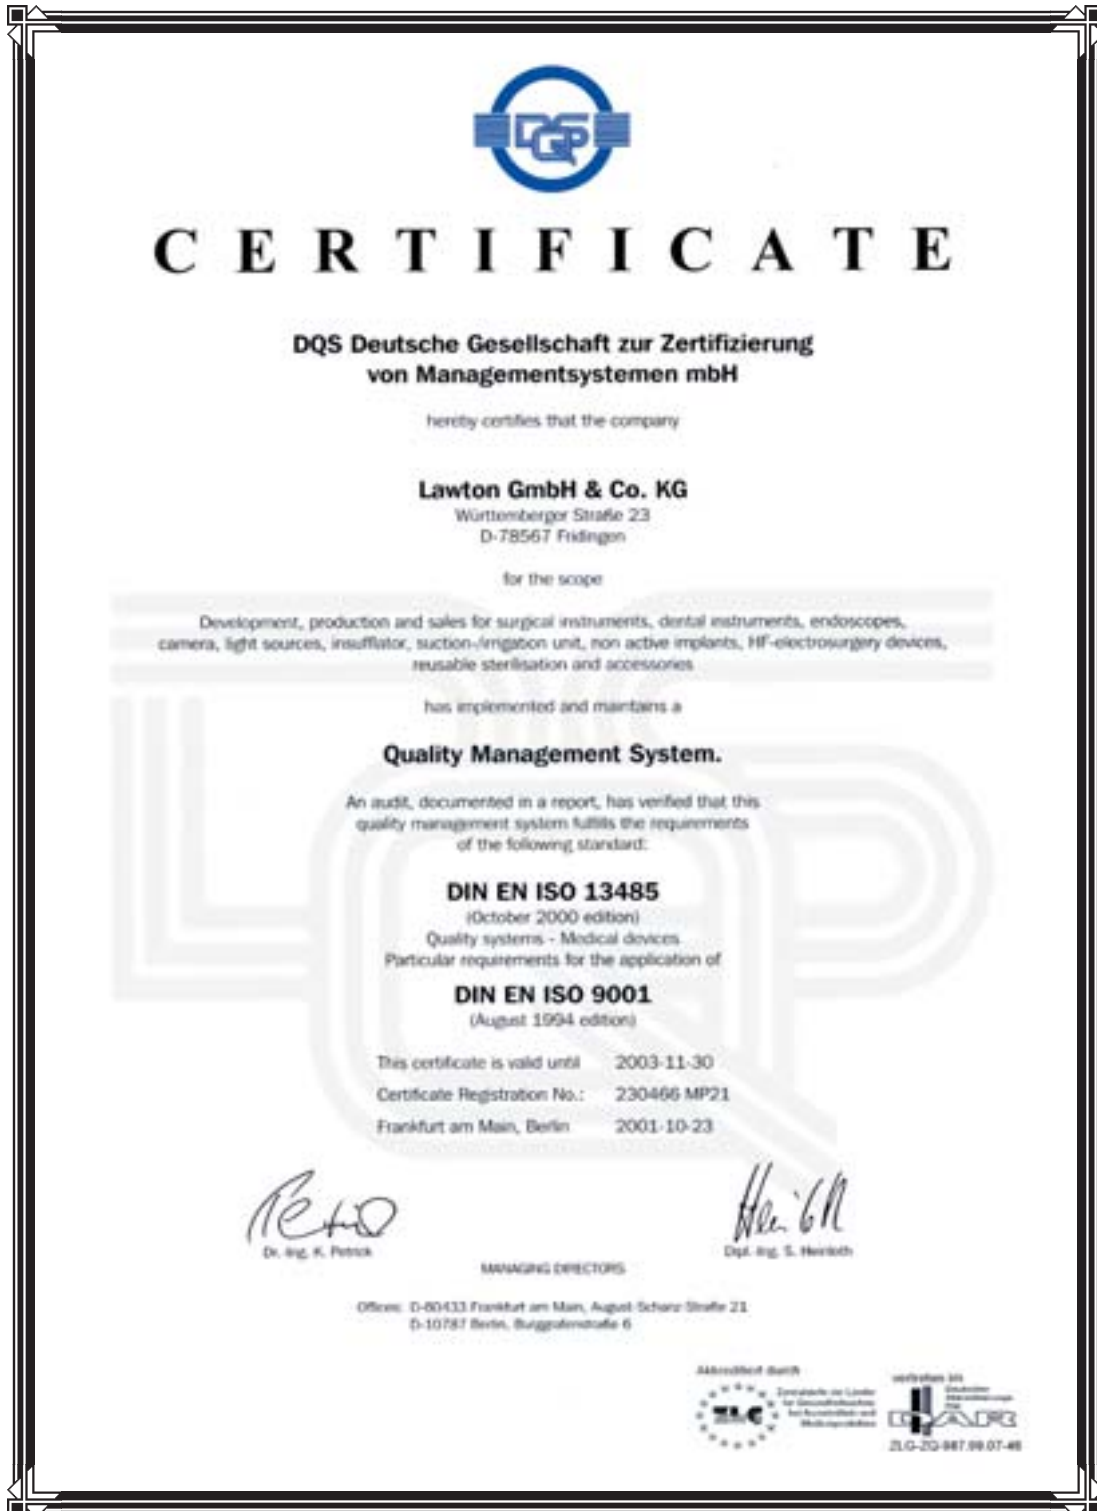 DQS
C E R T I F I C A T E
DQS Deutsche Gesellschaft zur Zertifizierung
von Managementsystemen mbH
hereby certifies that the company
Lawton GmbH & Co. KG
Württemberger Straße 23
D-78567 Fridingen
for the scope
Development, production and sales for surgical instruments, dental instruments, endoscopes,
camera, light sources, insufflator, suction-/irrigation unit, non active implants, HF-electrosurgery devices,
reusable sterilisation and accessories
has implemented and maintains a
Quality Management System.
An audit, documented in a report, has verified that this
quality management system fulfills the requirements
of the following standard:
DIN EN ISO 13485
(October 2000 edition)
Quality systems - Medical devices
Particular requirements for the application of
DIN EN ISO 9001
(August 1994 edition)
This certificate is valid until 2003-11-30
Certificate Registration No.: 230466 MP21
Frankfurt am Main, Berlin 2001-10-23
Dr.-Ing. K. Petrick
Dipl.-Ing. S. Heinloth
MANAGING DIRECTORS
Offices: D-60433 Frankfurt am Main, August-Schanz-Straße 21
D-10787 Berlin, Burggrafenstraße 6
Akkreditiert durch
vertreten im
ZLG
DAR